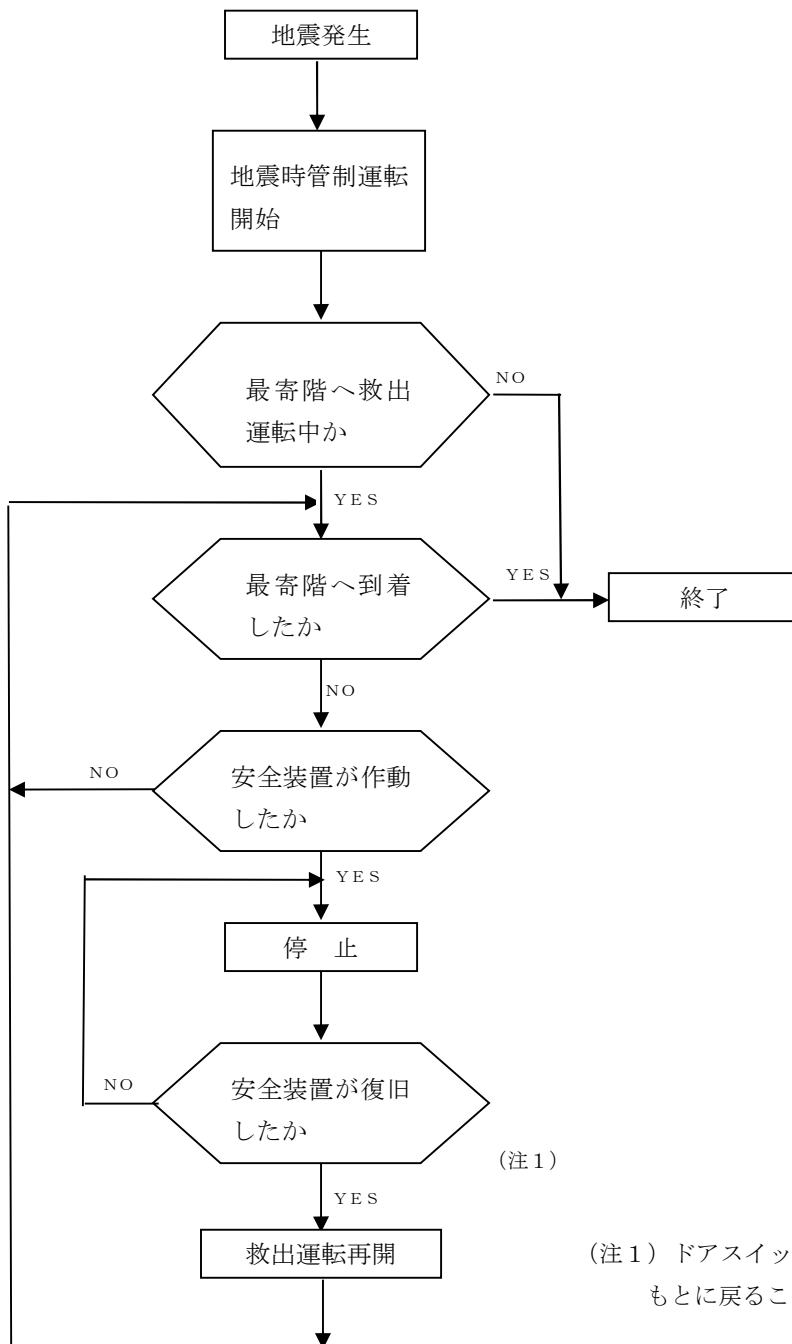 地震発生
地震時管制運転
開始
最寄階へ救出
運転中か
NO
YES
最寄階へ到着
したか
YES
終了
NO
安全装置が作動
したか
NO
YES
停　止
安全装置が復旧
したか
NO
（注１）
YES
救出運転再開
（注１）ドアスイッ
もとに戻るこ